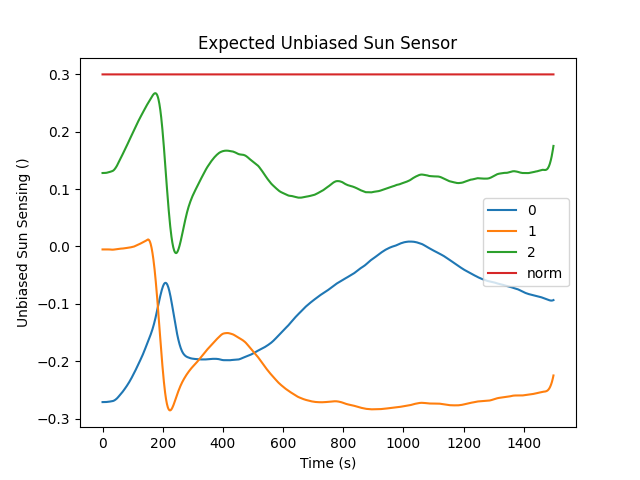 Expected Unbiased Sun Sensor
Unbiased Sun Sensing ()
0.3
0.2
0.1
0.0
−0.1
−0.2
−0.3
0
1
2
norm
0 200 400 600 800 1000 1200 1400
Time (s)